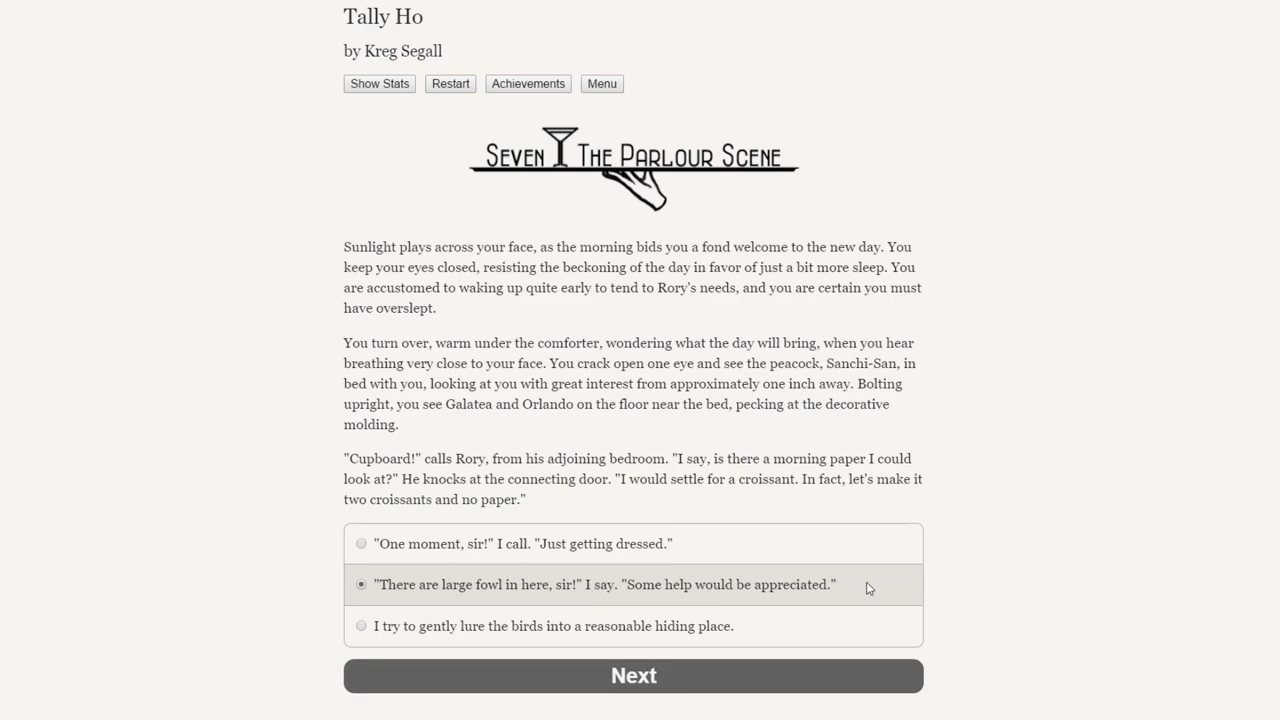 Tally Ho
by Kreg Segall
Show Stats Restart Achievements Menu
Seven The Parlour Scene
Sunlight plays across your face, as the morning bids you a fond welcome to the new day. You
keep your eyes closed, resisting the beckoning of the day in favor of just a bit more sleep. You
are accustomed to waking up quite early to tend to Rory's needs, and you are certain you must
have overslept.
You turn over, warm under the comforter, wondering what the day will bring, when you hear
breathing very close to your face. You crack open one eye and see the peacock, Sanchi-San, in
bed with you, looking at you with great interest from approximately one inch away. Bolting
upright, you see Galatea and Orlando on the floor near the bed, pecking at the decorative
molding.
"Cupboard!" calls Rory, from his adjoining bedroom. "I say, is there a morning paper I could
look at?" He knocks at the connecting door. "I would settle for a croissant. In fact, let's make it
two croissants and no paper."
"One moment, sir!" I call. "Just getting dressed."
"There are large fowl in here, sir!" I say. "Some help would be appreciated."
I try to gently lure the birds into a reasonable hiding place.
Next